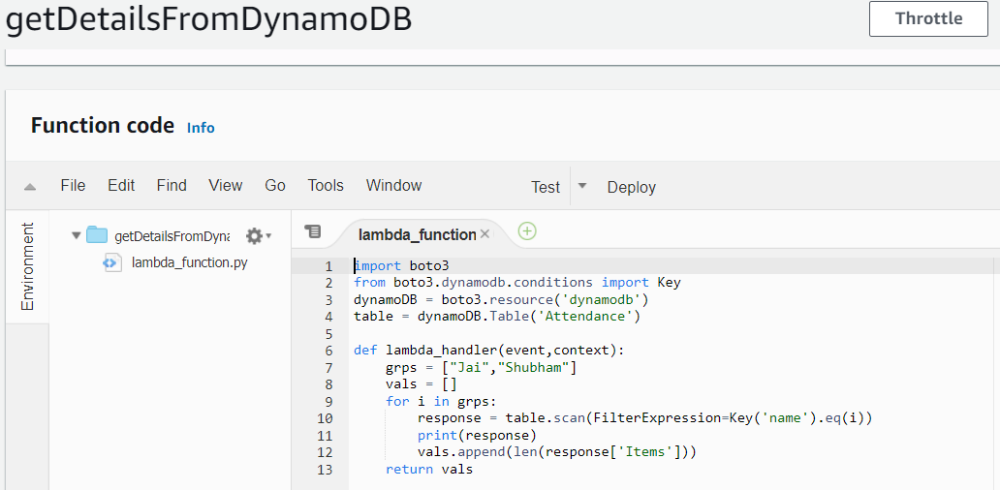 getDetailsFromDynamoDB
Throttle
Function code Info
File Edit Find View Go Tools Window Test Deploy
Environment
getDetailsFromDyna
lambda_function.py
lambda_function
1 import boto3
2 from boto3.dynamodb.conditions import Key
3 dynamoDB = boto3.resource('dynamodb')
4 table = dynamoDB.Table('Attendance')
5
6 def lambda_handler(event,context):
7     grps = ["Jai","Shubham"]
8     vals = []
9     for i in grps:
10         response = table.scan(FilterExpression=Key('name').eq(i))
11         print(response)
12         vals.append(len(response['Items']))
13     return vals